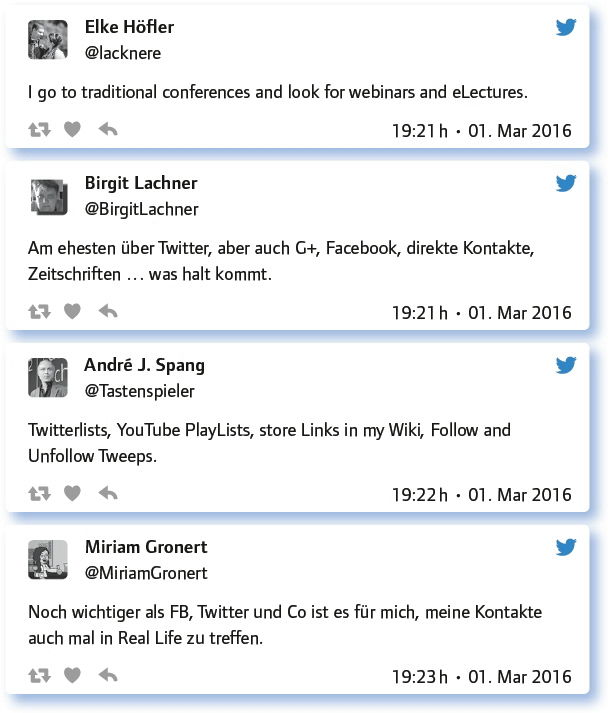 Elke Höfler
@lacknere
I go to traditional conferences and look for webinars and eLectures.
19:21 h · 01. Mar 2016
Birgit Lachner
@BirgitLachner
Am ehesten über Twitter, aber auch G+, Facebook, direkte Kontakte,
Zeitschriften … was halt kommt.
19:21 h · 01. Mar 2016
André J. Spang
@Tastenspieler
Twitterlists, YouTube PlayLists, store Links in my Wiki, Follow and
Unfollow Tweeps.
19:22 h · 01. Mar 2016
Miriam Gronert
@MiriamGronert
Noch wichtiger als FB, Twitter und Co ist es für mich, meine Kontakte
auch mal in Real Life zu treffen.
19:23 h · 01. Mar 2016